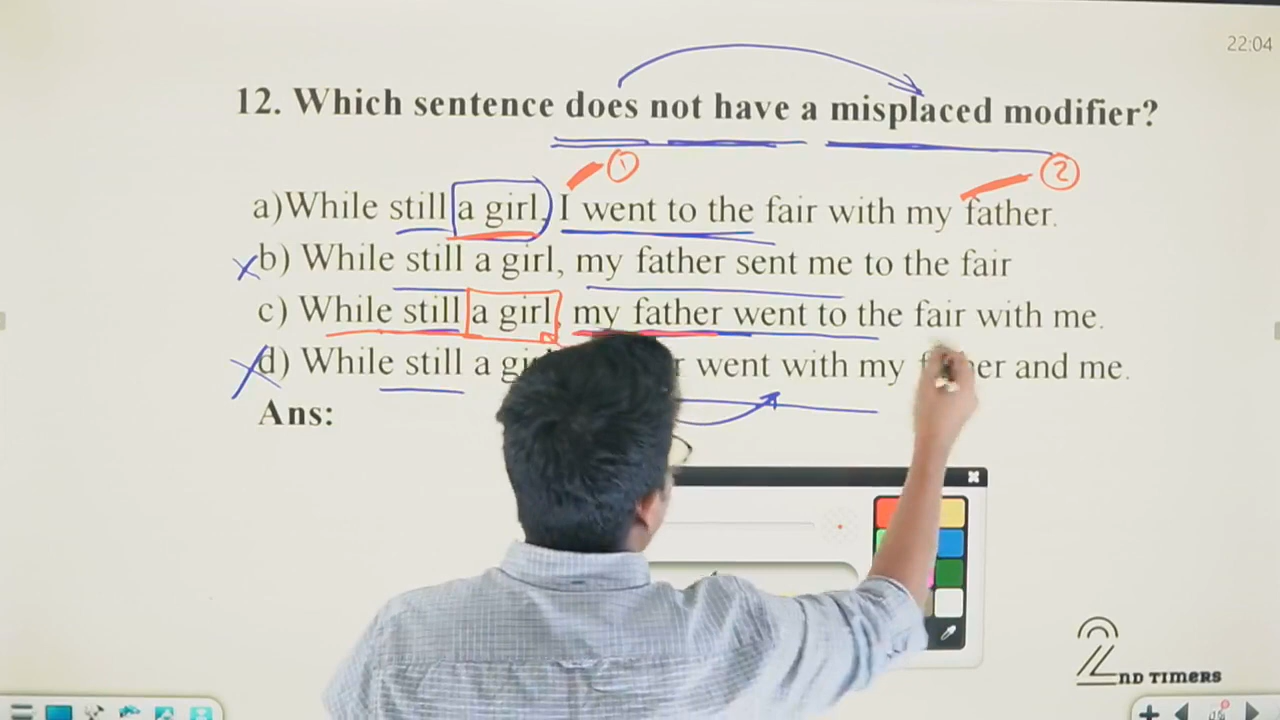 22:04
12. Which sentence does not have a misplaced modifier?
1
2
a)While still a girl, I went to the fair with my father.
b) While still a girl, my father sent me to the fair
c) While still a girl, my father went to the fair with me.
d) While still a went with my and me.
Ans:
2ND TIMERS